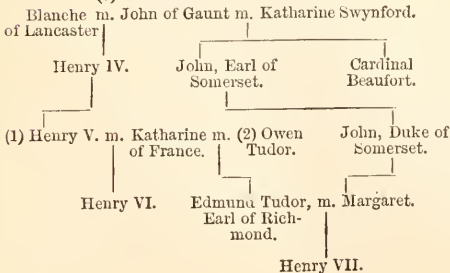 Blanche m. John of Gaunt m. Katharine Swynford.
of Lancaster
Henry IV. John, Earl of Cardinal
Somerset. Beaufort.
(1) Henry V. m. Katharine m. (2) Owen John, Duke of
of France. Tudor. Somerset.
Henry VI. Edmund Tudor, m. Margaret.
Earl of Rich-
mond.
Henry VII.